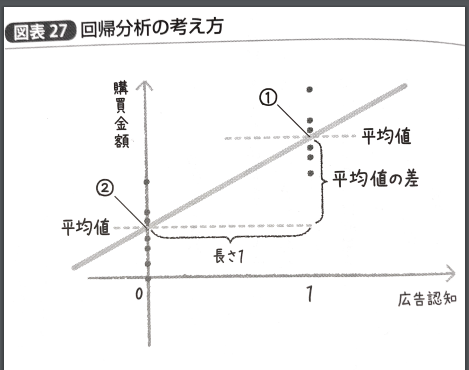 図表27 回帰分析の考え方
購買金額
①
平均値
②
平均値の差
平均値
長さ1
0
1
広告認知